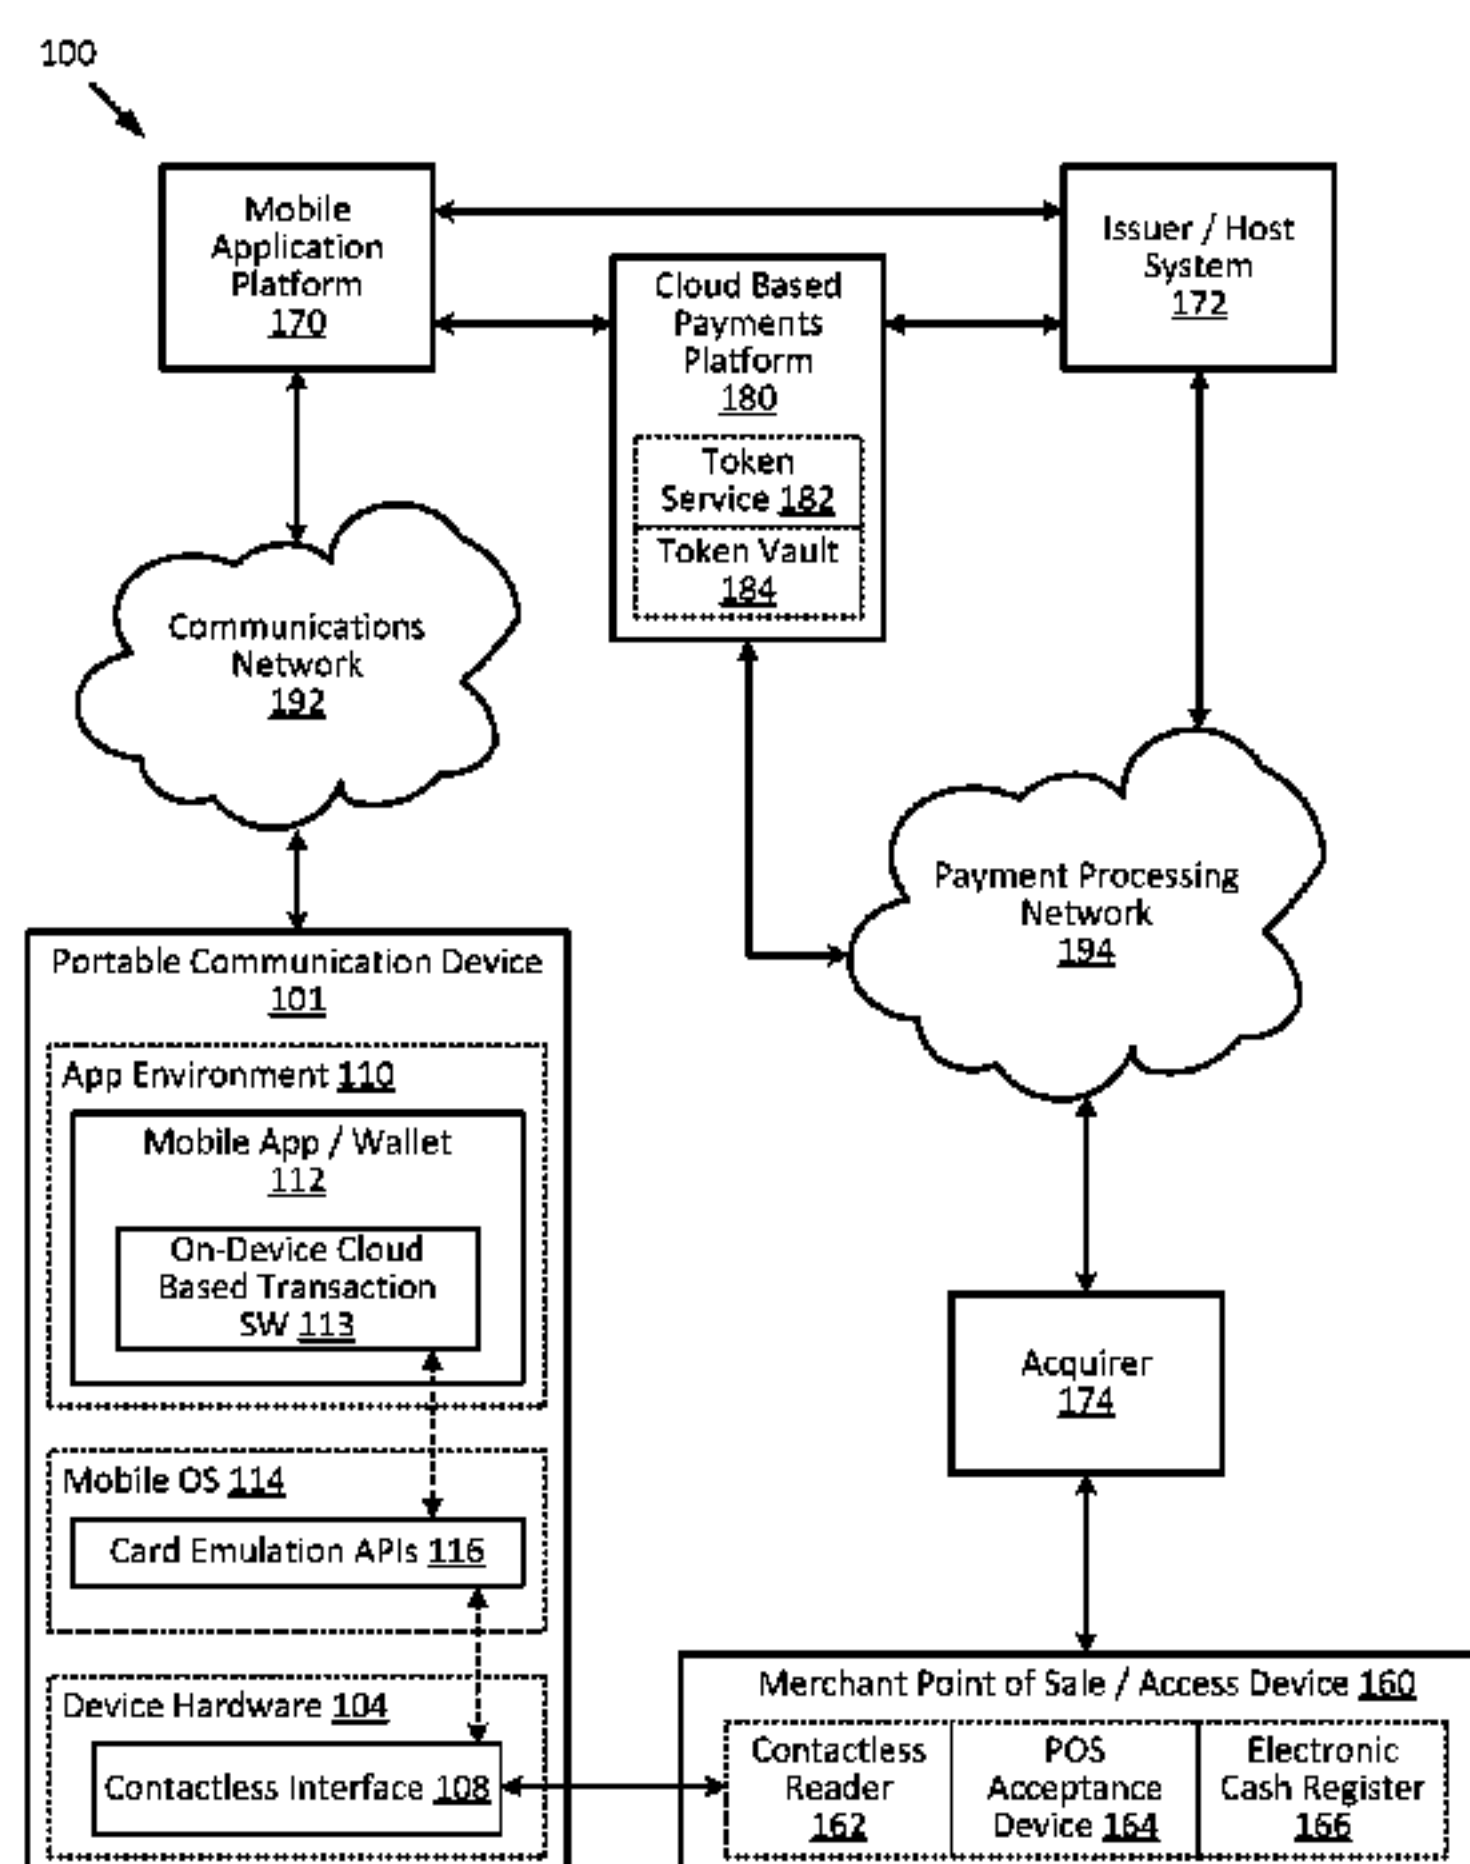 100
Mobile
Application
Platform
170
Issuer / Host
System
172
Cloud Based
Payments
Platform
180
Token
Service 182
Token Vault
184
Communications
Network
192
Payment Processing
Network
194
Portable Communication Device
101
App Environment 110
Mobile App / Wallet
112
On-Device Cloud
Based Transaction
SW 113
Mobile OS 114
Card Emulation APIs 116
Device Hardware 104
Contactless Interface 108
Acquirer
174
Merchant Point of Sale / Access Device 160
Contactless
Reader
162
POS
Acceptance
Device 164
Electronic
Cash Register
166